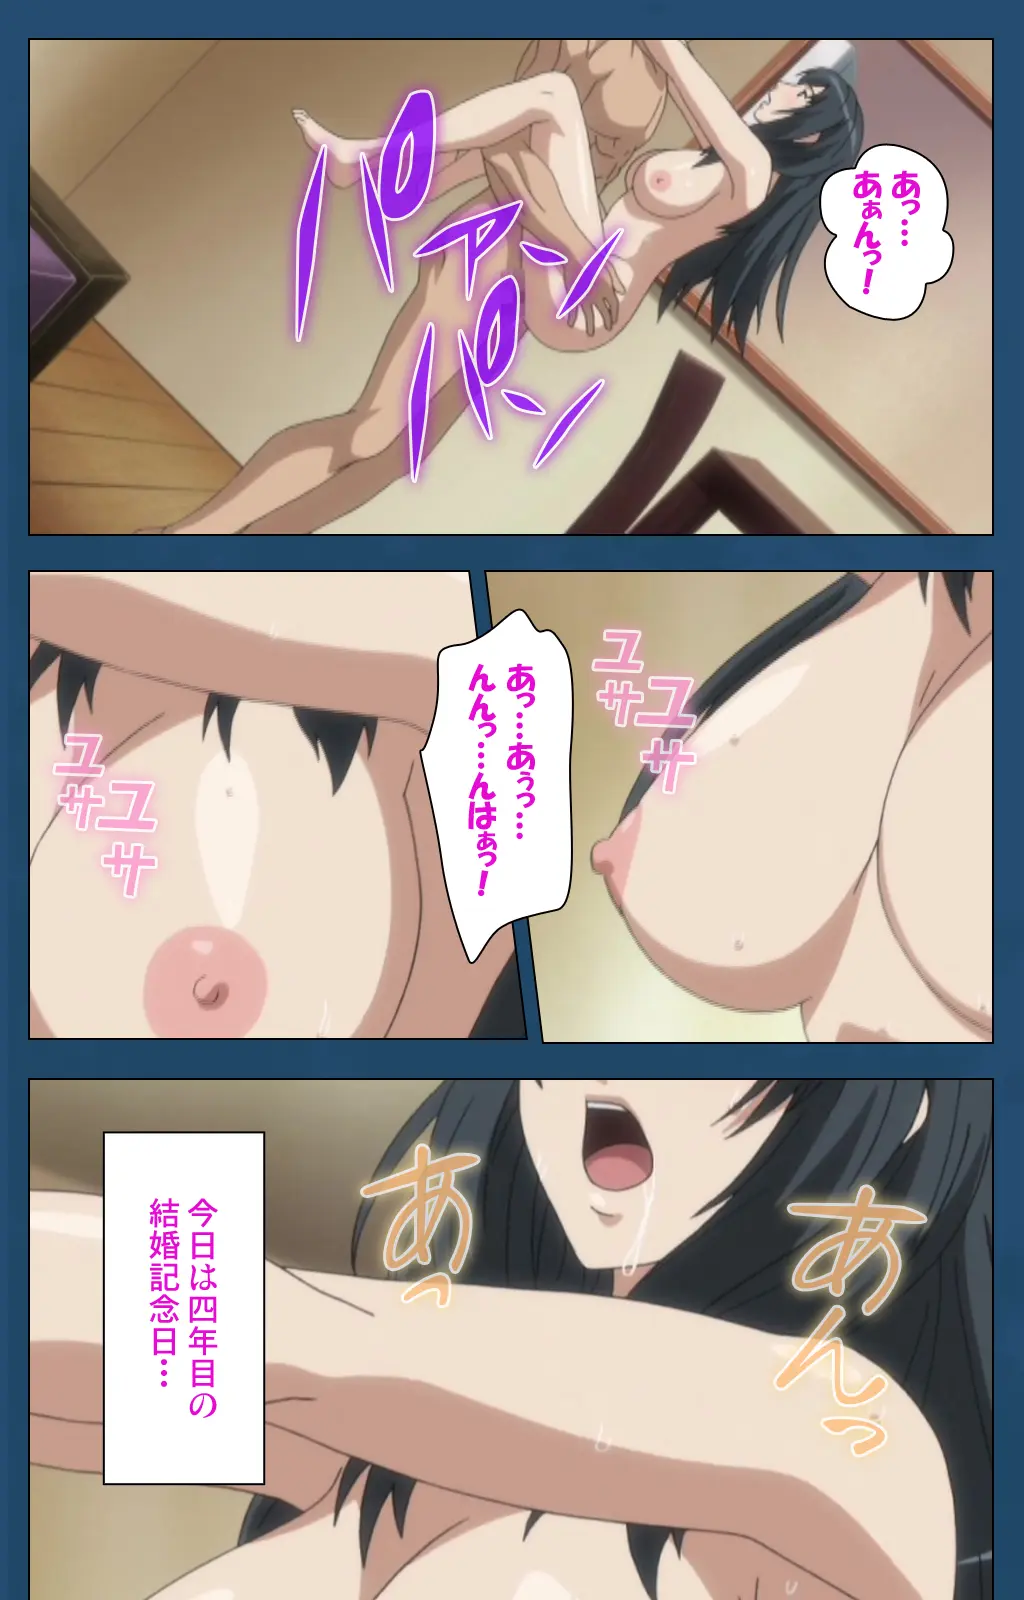 あっ…
あぁんっ！
パアン
パン
あっ…あぅっ…
んんっ…んはぁっ！
ユサ
ユサ
ユサ
ユサ
今日は四年目の
結婚記念日…
あんっ
あっ